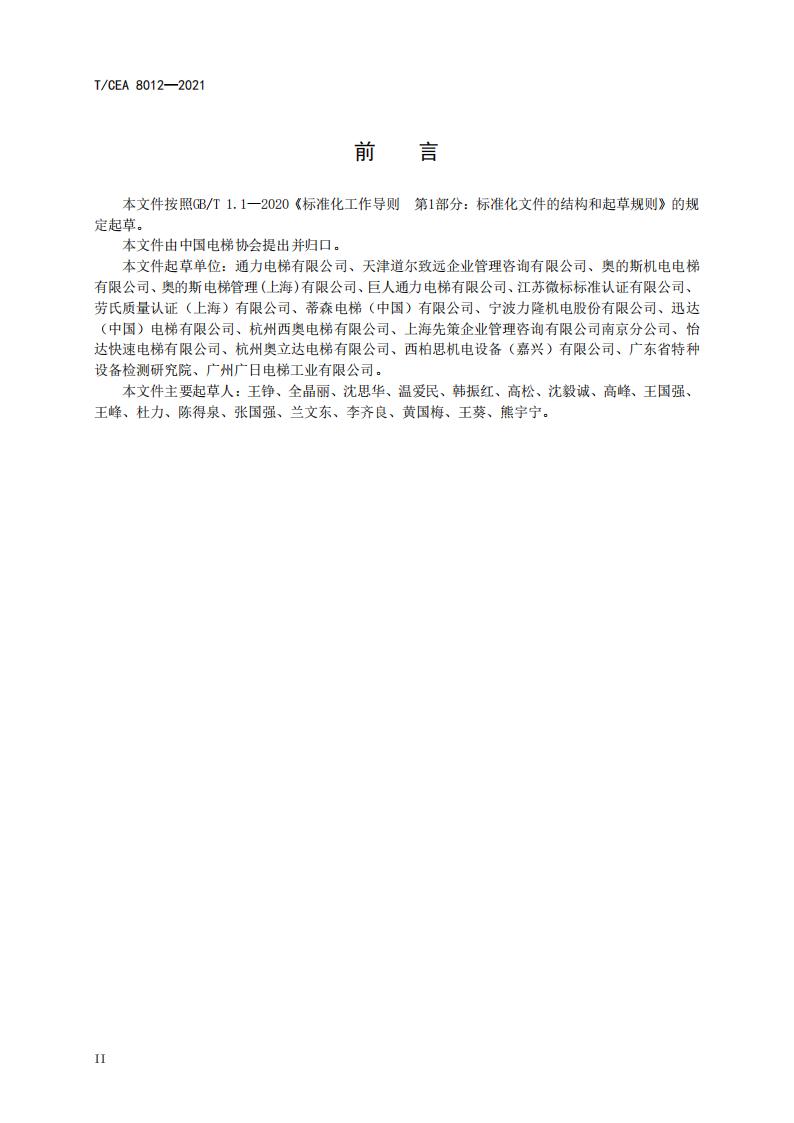 T/CEA 8012—2021
前　　言
本文件按照GB/T 1.1—2020《标准化工作导则　第1部分：标准化文件的结构和起草规则》的规
定起草。
本文件由中国电梯协会提出并归口。
本文件起草单位：通力电梯有限公司、天津道尔致远企业管理咨询有限公司、奥的斯机电电梯
有限公司、奥的斯电梯管理(上海)有限公司、巨人通力电梯有限公司、江苏微标标准认证有限公司、
劳氏质量认证（上海）有限公司、蒂森电梯（中国）有限公司、宁波力隆机电股份有限公司、迅达
（中国）电梯有限公司、杭州西奥电梯有限公司、上海先策企业管理咨询有限公司南京分公司、怡
达快速电梯有限公司、杭州奥立达电梯有限公司、西柏思机电设备（嘉兴）有限公司、广东省特种
设备检测研究院、广州广日电梯工业有限公司。
本文件主要起草人：王铮、全晶丽、沈思华、温爱民、韩振红、高松、沈毅诚、高峰、王国强、
王峰、杜力、陈得泉、张国强、兰文东、李齐良、黄国梅、王葵、熊宇宁。
II